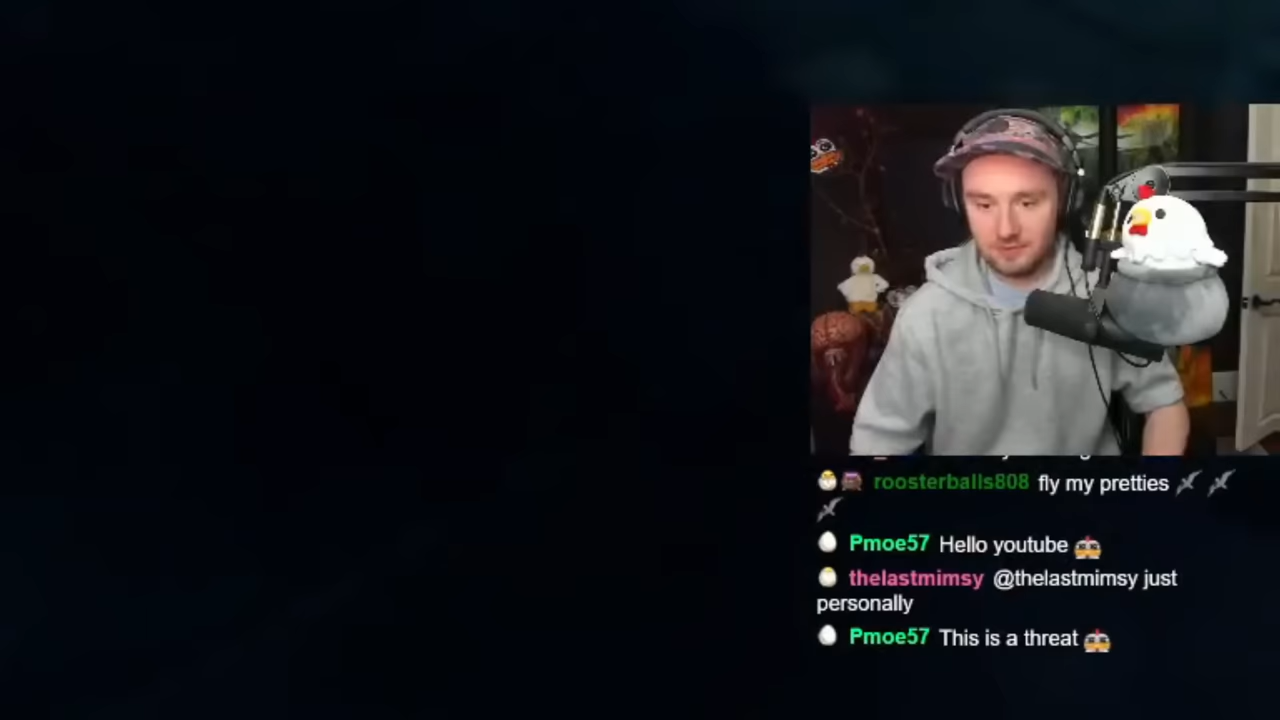 roosterballs808 fly my pretties
Pmoe57 Hello youtube
thelastmimsy @thelastmimsy just
personally
Pmoe57 This is a threat